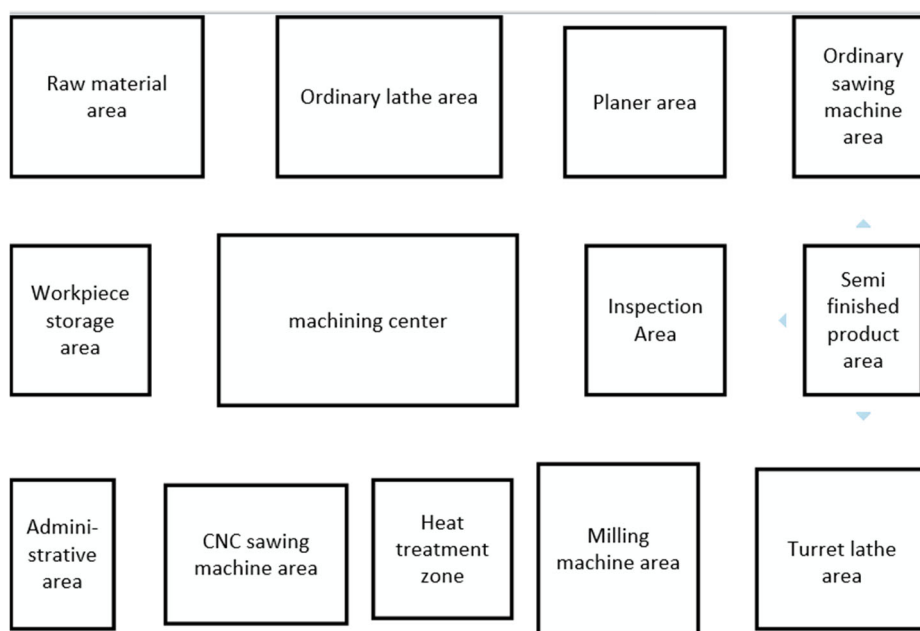 Raw material
area
Ordinary lathe area
Planer area
Ordinary
sawing
machine
area
Workpiece
storage
area
machining center
Inspection
Area
Semi
finished
product
area
Admini-
strative
area
CNC sawing
machine area
Heat
treatment
zone
Milling
machine area
Turret lathe
area